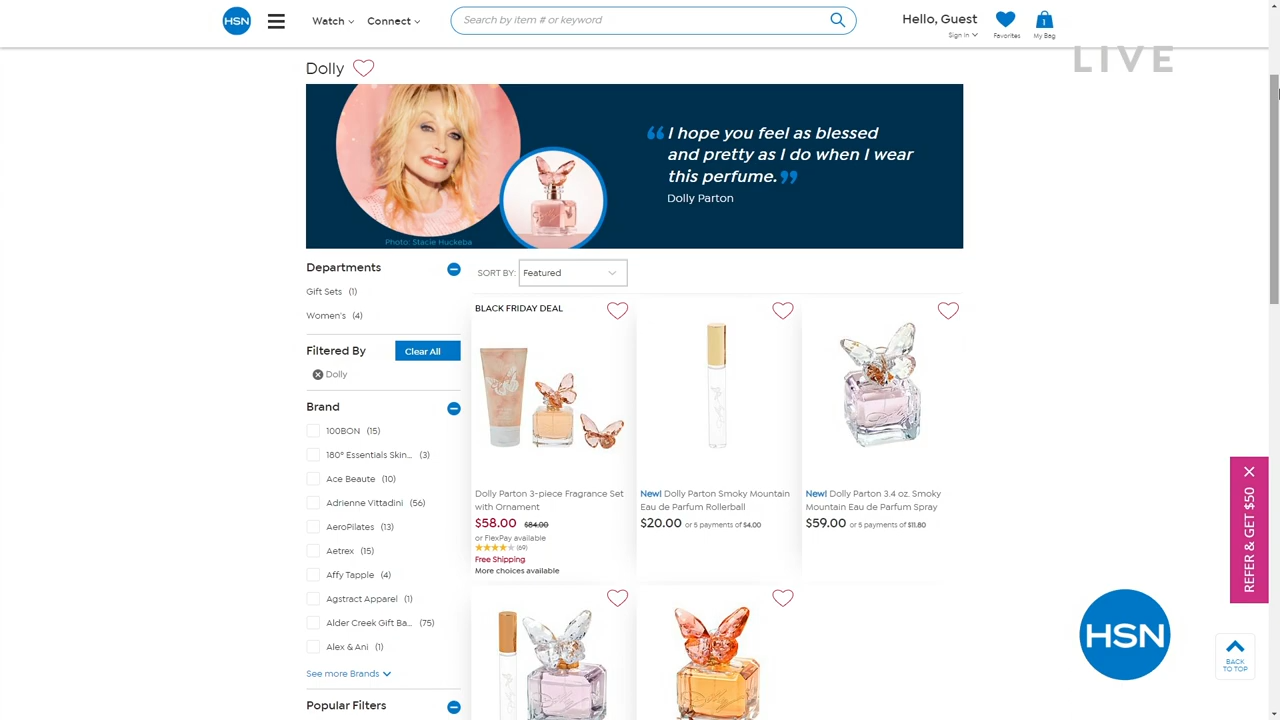 HSN
Watch
Connect
Search by item # or keyword
Hello, Guest
Sign In
Favorites
1
My Bag
LIVE
Dolly
“ I hope you feel as blessed
and pretty as I do when I wear
this perfume. ”
Dolly Parton
Photo: Stacie Huckeba
Departments
Gift Sets (1)
Women's (4)
Filtered By
Clear All
Dolly
Brand
100BON (15)
180° Essentials Skin... (3)
Ace Beaute (10)
Adrienne Vittadini (56)
AeroPilates (13)
Aetrex (15)
Affy Tapple (4)
Agstract Apparel (1)
Alder Creek Gift Ba... (75)
Alex & Ani (1)
See more Brands
Popular Filters
SORT BY: Featured
BLACK FRIDAY DEAL
Dolly Parton 3-piece Fragrance Set
with Ornament
$58.00 $84.00
or FlexPay available
(69)
Free Shipping
More choices available
New! Dolly Parton Smoky Mountain
Eau de Parfum Rollerball
$20.00 or 5 payments of $4.00
New! Dolly Parton 3.4 oz. Smoky
Mountain Eau de Parfum Spray
$59.00 or 5 payments of $11.80
REFER & GET $50
HSN
BACK
TO TOP